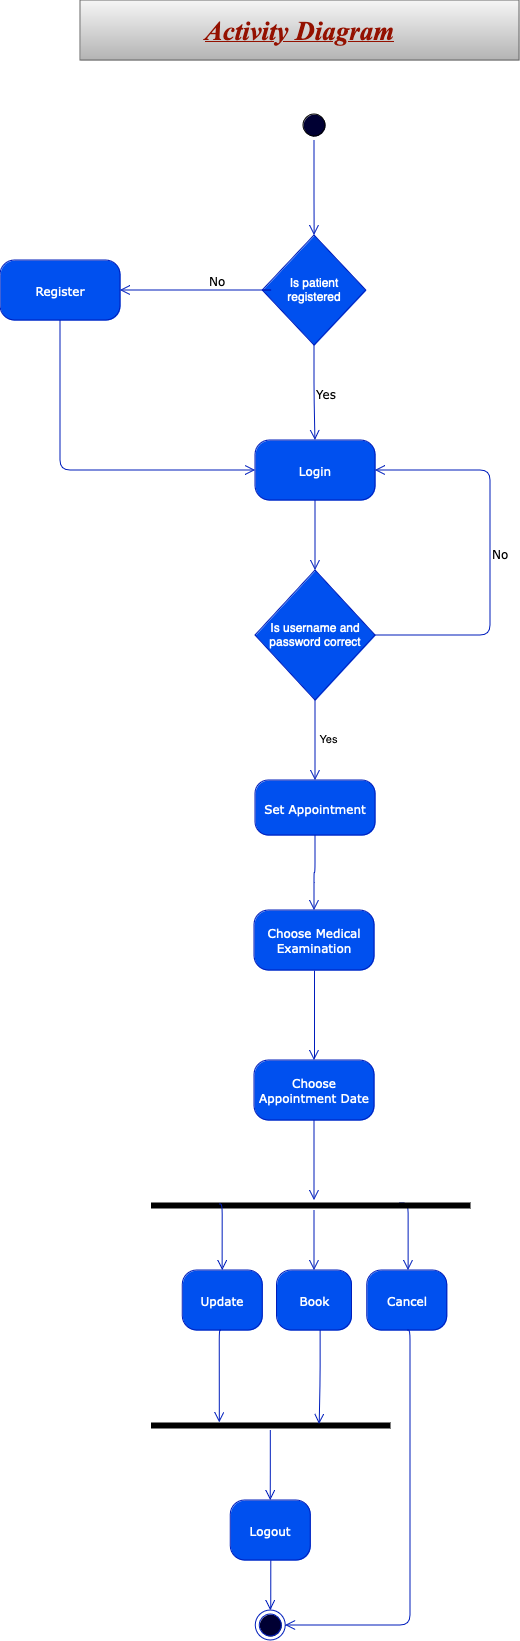 Activity Diagram
Is patient
registered
No
Register
Yes
Login
No
Is username and
password correct
Yes
Set Appointment
Choose Medical
Examination
Choose
Appointment Date
Update
Book
Cancel
Logout